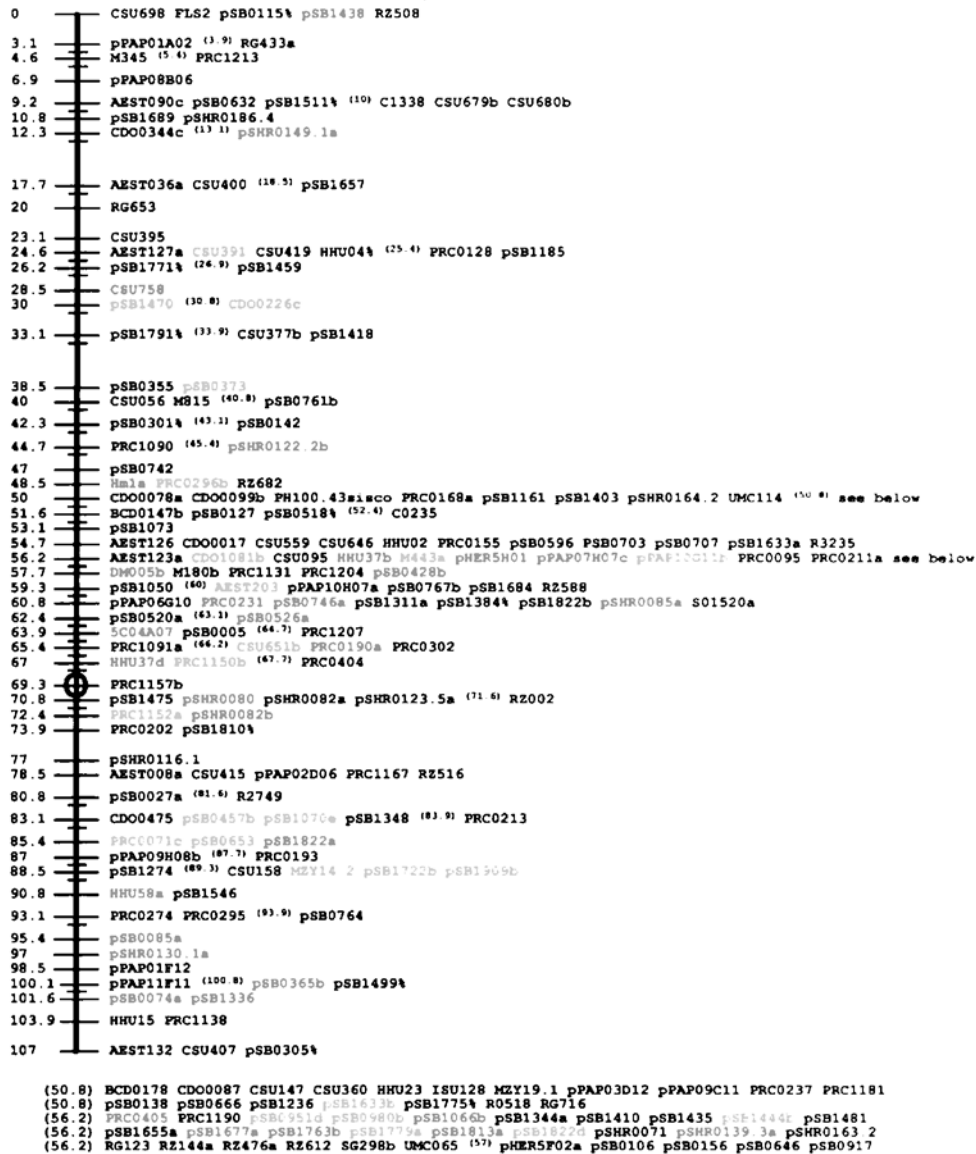 0 CSU698 FLS2 pSB0115% pSB1438 RZ508
3.1 pPAP01A02 (3.9) RG433a
4.6 M345 (5.4) PRC1213
6.9 pPAP08B06
9.2 AEST090c pSB0632 pSB1511% (10) C1338 CSU679b CSU680b
10.8 pSB1689 pSHR0186.4
12.3 CDO0344c (13.1) pSHR0149.1a
17.7 AEST036a CSU400 (18.5) pSB1657
20 RG653
23.1 CSU395
24.6 AEST127a CSU391 CSU419 HHU04% (25.4) PRC0128 pSB1185
26.2 pSB1771% (26.9) pSB1459
28.5 CSU758
30 pSB1470 (30.8) CDO0226c
33.1 pSB1791% (33.9) CSU377b pSB1418
38.5 pSB0355 pSB0373
40 CSU056 M815 (40.8) pSB0761b
42.3 pSB0301% (43.1) pSB0142
44.7 PRC1090 (45.4) pSHR0122.2b
47 pSB0742
48.5 Hm1a PRC0296b RZ682
50 CDO0078a CDO0099b PH100.43sisco PRC0168a pSB1161 pSB1403 pSHR0164.2 UMC114 (50.8) see below
51.6 BCD0147b pSB0127 pSB0518% (52.4) C0235
53.1 pSB1073
54.7 AEST126 CDO0017 CSU559 CSU646 HHU02 PRC0155 pSB0596 PSB0703 pSB0707 pSB1633a R3235
56.2 AEST123a CDO1081b CSU095 HHU37b M443a pHER5H01 pPAP07H07c PRC0095 PRC0211a see below
57.7 DM005b M180b PRC1131 PRC1204 pSB0428b
59.3 pSB1050 (60) AEST203 pPAP10H07a pSB0767b pSB1684 RZ588
60.8 pPAP06G10 PRC0231 pSB0746a pSB1311a pSB1384% pSB1822b pSHR0085a S01520a
62.4 pSB0520a (63.1) pSB0526a
63.9 5C04A07 pSB0005 (64.7) PRC1207
65.4 PRC1091a (66.2) CSU651b PRC0190a PRC0302
67 HHU37d PRC1150b (67.7) PRC0404
69.3 PRC1157b
70.8 pSB1475 pSHR0080 pSHR0082a pSHR0123.5a (71.6) RZ002
72.4 PRC1152a pSHR0082b
73.9 PRC0202 pSB1810%
77 pSHR0116.1
78.5 AEST008a CSU415 pPAP02D06 PRC1167 RZ516
80.8 pSB0027a (81.6) R2749
83.1 CDO0475 pSB0457b pSB1070e pSB1348 (83.9) PRC0213
85.4 PRC0071c pSB0653 pSB1822a
87 pPAP09H08b (87.7) PRC0193
88.5 pSB1274 (89.3) CSU158 MZY14.2 pSB1722b pSB1909b
90.8 HHU58a pSB1546
93.1 PRC0274 PRC0295 (93.9) pSB0764
95.4 pSB0085a
97 pSHR0130.1a
98.5 pPAP01F12
100.1 pPAP11F11 (100.8) pSB0365b pSB1499%
101.6 pSB0074a pSB1336
103.9 HHU15 PRC1138
107 AEST132 CSU407 pSB0305%
(50.8) BCD0178 CDO0087 CSU147 CSU360 HHU23 ISU128 MZY19.1 pPAP03D12 pPAP09C11 PRC0237 PRC1181
(50.8) pSB0138 pSB0666 pSB1236 pSB1633b pSB1775% R0518 RG716
(56.2) PRC0405 PRC1190 pSB0951d pSB0980b pSB1066b pSB1344a pSB1410 pSB1435 pSB1481
(56.2) pSB1655a pSB1677a pSB1763b pSB1779a pSB1813a pSB1822d pSHR0071 pSHR0139.3a pSHR0163.2
(56.2) RG123 RZ144a RZ476a RZ612 SG298b UMC065 (57) pHER5F02a pSB0106 pSB0156 pSB0646 pSB0917